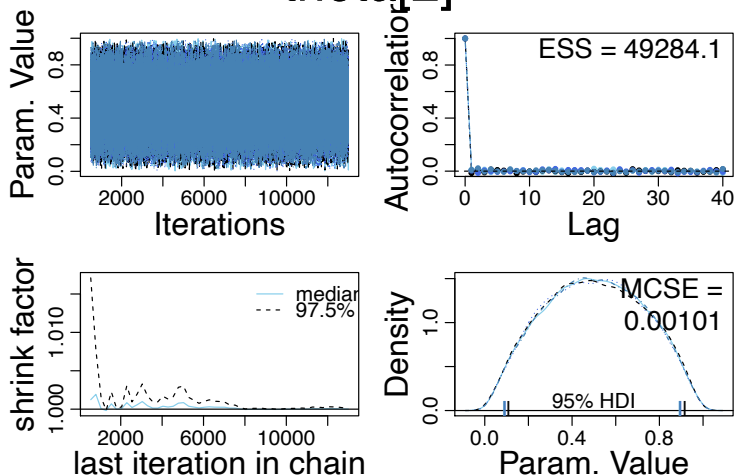 Param. Value
0.0 0.4 0.8
2000 6000 10000
Iterations
Autocorrelation
0.0 0.4 0.8
ESS = 49284.1
0 10 20 30 40
Lag
shrink factor
1.000 1.010
median
97.5%
2000 6000 10000
last iteration in chain
Density
0.0 1.0
MCSE =
0.00101
95% HDI
0.0 0.4 0.8
Param. Value